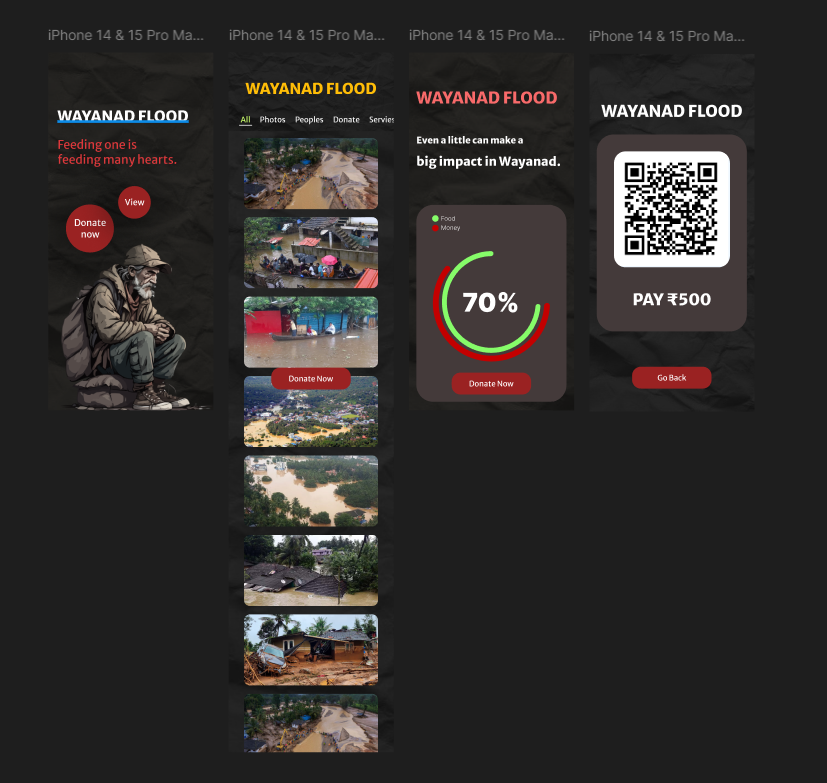 iPhone 14 & 15 Pro Ma...
WAYANAD FLOOD
Feeding one is
feeding many hearts.
View
Donate
now
iPhone 14 & 15 Pro Ma...
WAYANAD FLOOD
All Photos Peoples Donate Servies
Donate Now
iPhone 14 & 15 Pro Ma...
WAYANAD FLOOD
Even a little can make a
big impact in Wayanad.
Food
Money
70%
Donate Now
iPhone 14 & 15 Pro Ma...
WAYANAD FLOOD
PAY ₹500
Go Back